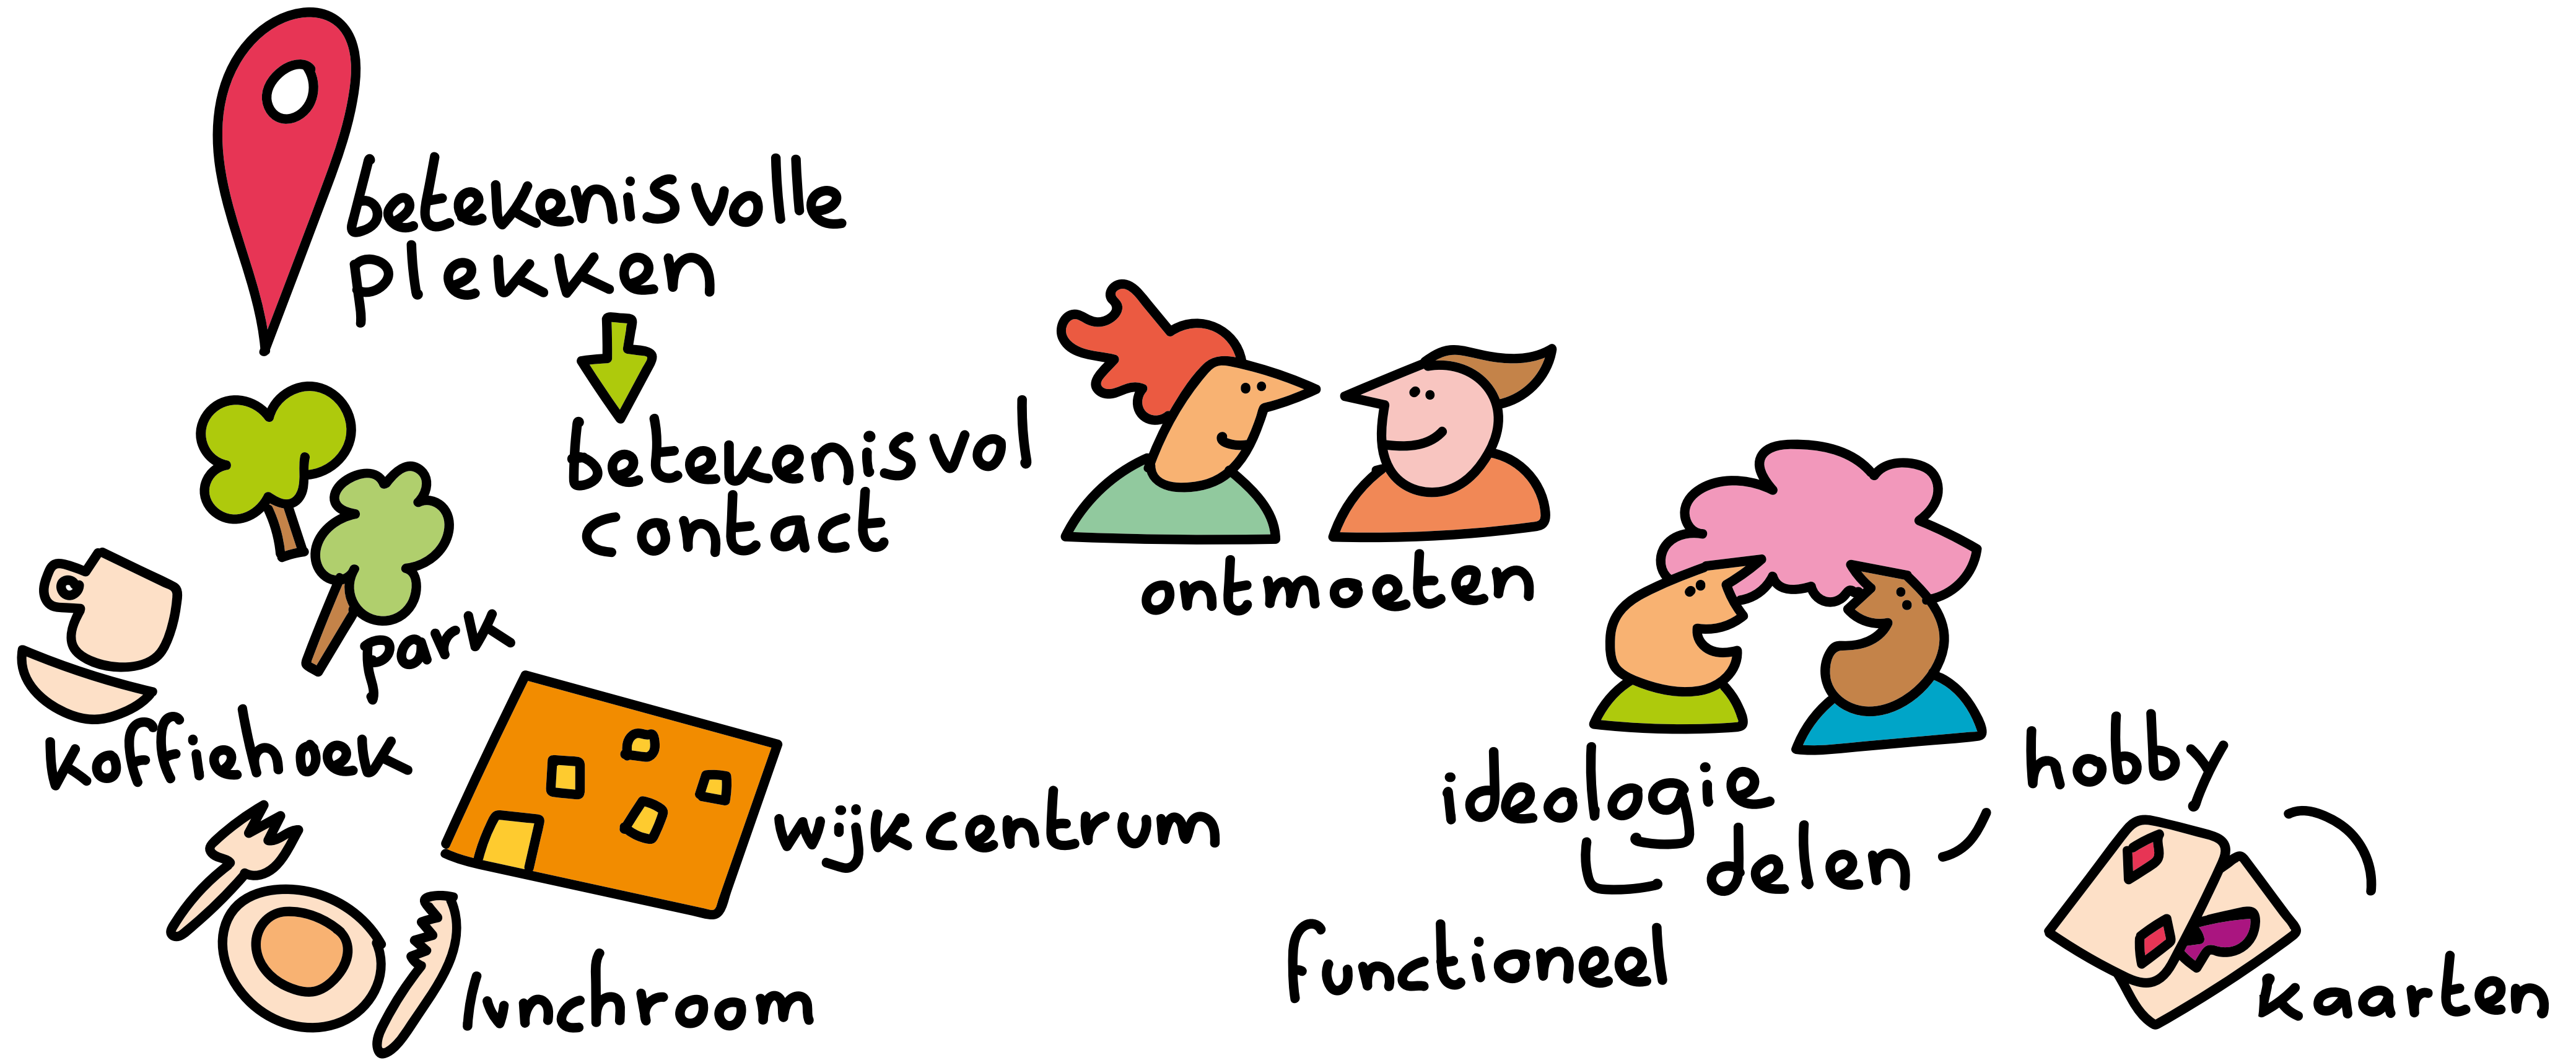 betekenisvolle
plekken
betekenisvol
contact
ontmoeten
park
koffiehoek
wijkcentrum
lunchroom
ideologie
delen
hobby
functioneel
kaarten